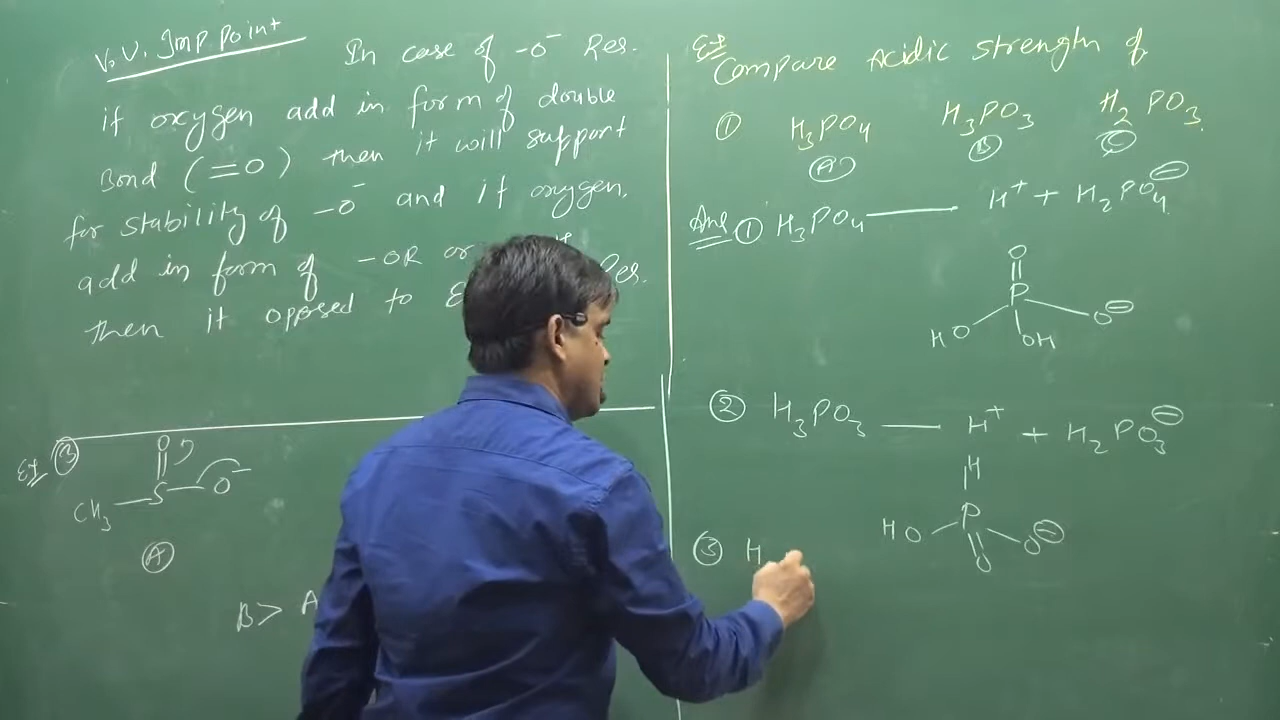 V.V. Imp Point
In case of -O⁻ Res.
if oxygen add in form of double
Bond (=O) then it will support
for stability of -O⁻ and if oxygen,
add in form of -OR or Res.
then it opposed to
Ex ③
O
CH₃ S O⁻
Ⓐ
B > A
Ex Compare Acidic strength of
① H₃PO₄ H₃PO₃ H₂PO₃
Ⓐ Ⓑ Ⓒ
Ans ① H₃PO₄ — H⁺ + H₂PO₄⊖
O
P
HO OH O⊖
② H₃PO₃ — H⁺ + H₂PO₃⊖
H
P
HO O O⊖
③ H